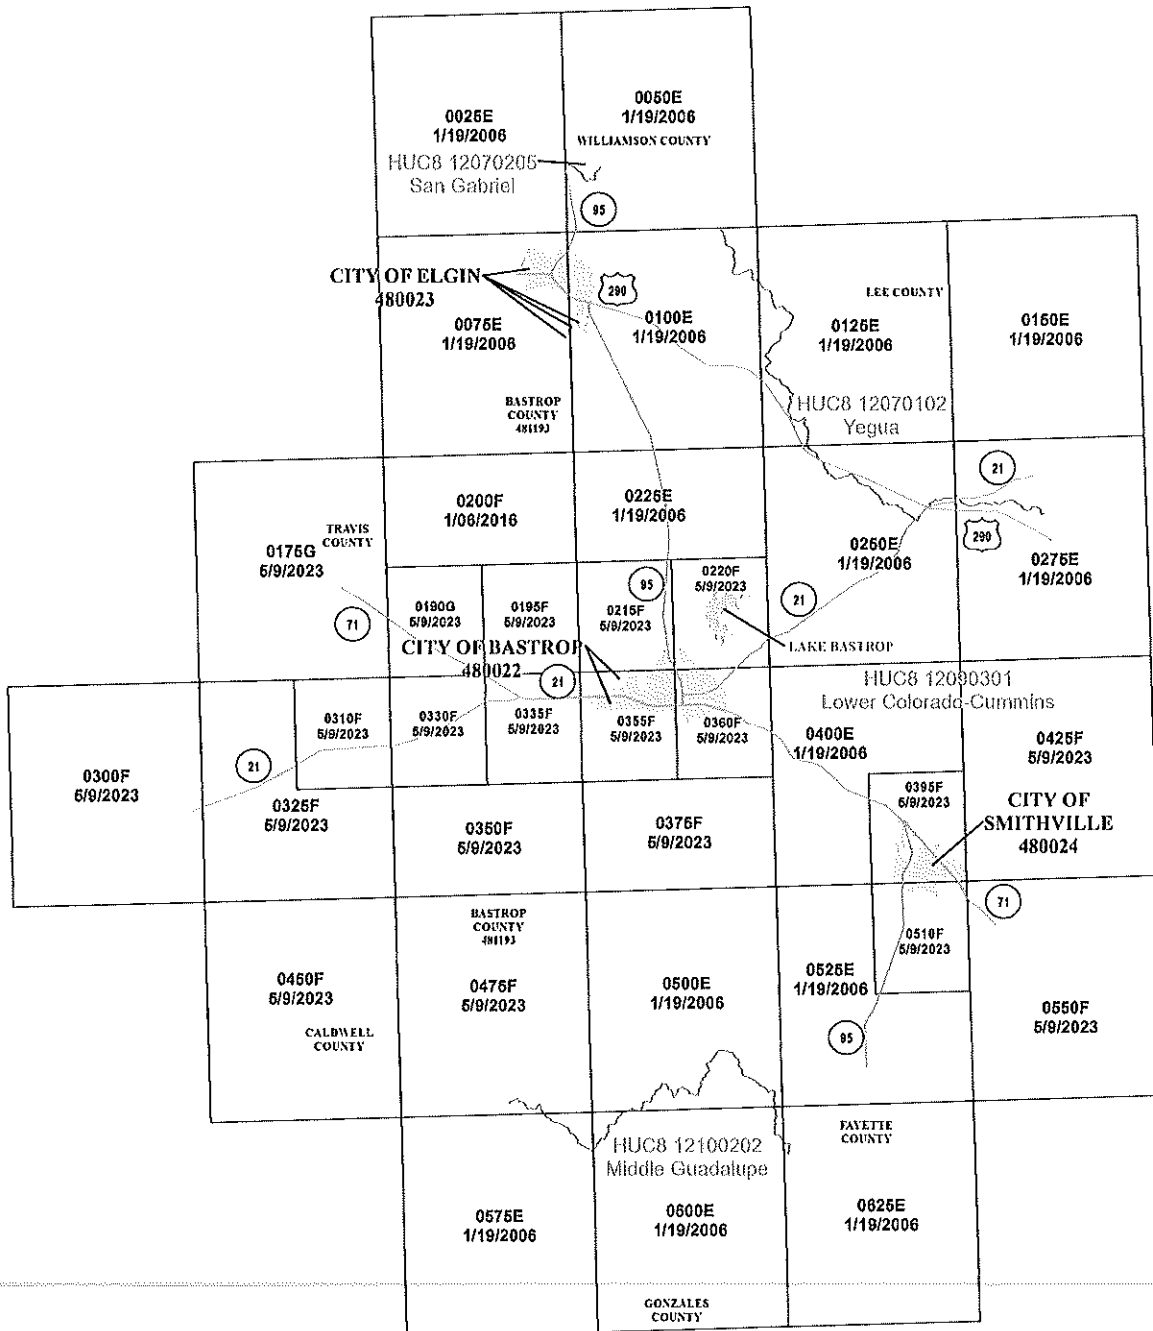 0025E
1/19/2006
0050E
1/19/2006
WILLIAMSON COUNTY
HUC8 12070205
San Gabriel
95
CITY OF ELGIN
480023
290
0075E
1/19/2006
0100E
1/19/2006
LEE COUNTY
0125E
1/19/2006
0150E
1/19/2006
BASTROP
COUNTY
481193
HUC8 12070102
Yegua
21
0200F
1/06/2016
0225E
1/19/2006
TRAVIS
COUNTY
0175G
5/9/2023
0250E
1/19/2006
290
0275E
1/19/2006
71
0190G
5/9/2023
0195F
5/9/2023
0215F
5/9/2023
95
0220F
5/9/2023
21
CITY OF BASTROP
480022
LAKE BASTROP
21
HUC8 12090301
Lower Colorado-Cummins
0300F
5/9/2023
21
0310F
5/9/2023
0330F
5/9/2023
0335F
5/9/2023
0355F
5/9/2023
0360F
5/9/2023
0400E
1/19/2006
0425F
5/9/2023
0325F
5/9/2023
0350F
5/9/2023
0375F
5/9/2023
0395F
5/9/2023
CITY OF
SMITHVILLE
480024
71
BASTROP
COUNTY
481193
0510F
5/9/2023
0450F
5/9/2023
0475F
5/9/2023
0500E
1/19/2006
0525E
1/19/2006
0550F
5/9/2023
CALDWELL
COUNTY
95
FAYETTE
COUNTY
HUC8 12100202
Middle Guadalupe
0575E
1/19/2006
0600E
1/19/2006
0625E
1/19/2006
GONZALES
COUNTY